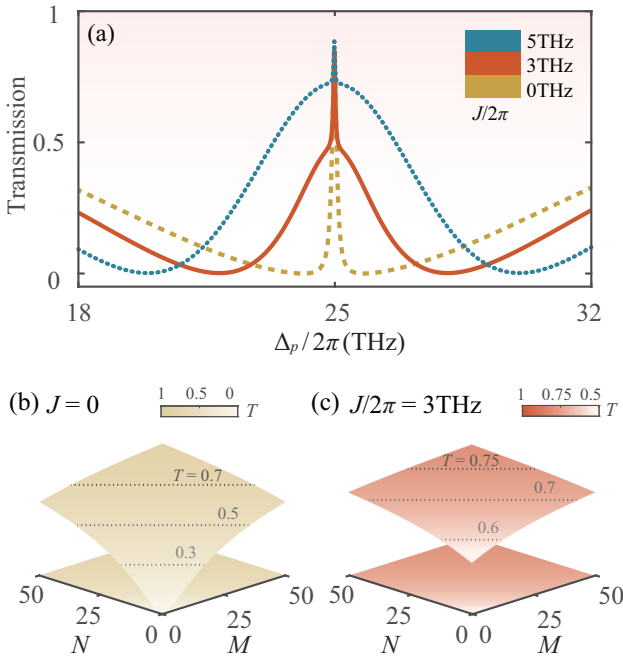 (a)
1
0.5
0
Transmission
5THz
3THz
0THz
J/2π
18
25
32
Δp/2π(THz)
(b) J = 0
1 0.5 0
T
T = 0.7
0.5
0.3
50
25
0
N
0
25
50
M
(c) J/2π = 3THz
1 0.75 0.5
T
T = 0.75
0.7
0.6
50
25
0
N
0
25
50
M